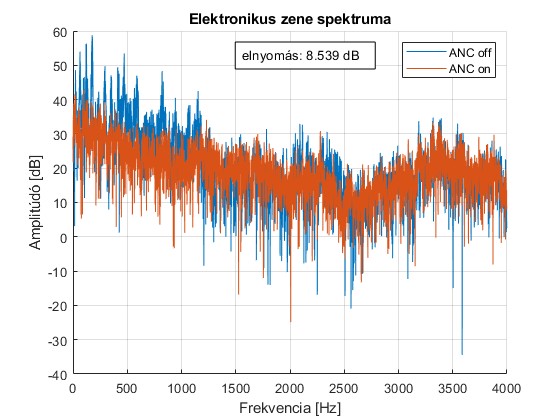 Elektronikus zene spektruma
elnyomás: 8.539 dB
ANC off
ANC on
Amplitúdó [dB]
60
50
40
30
20
10
0
-10
-20
-30
-40
0 500 1000 1500 2000 2500 3000 3500 4000
Frekvencia [Hz]